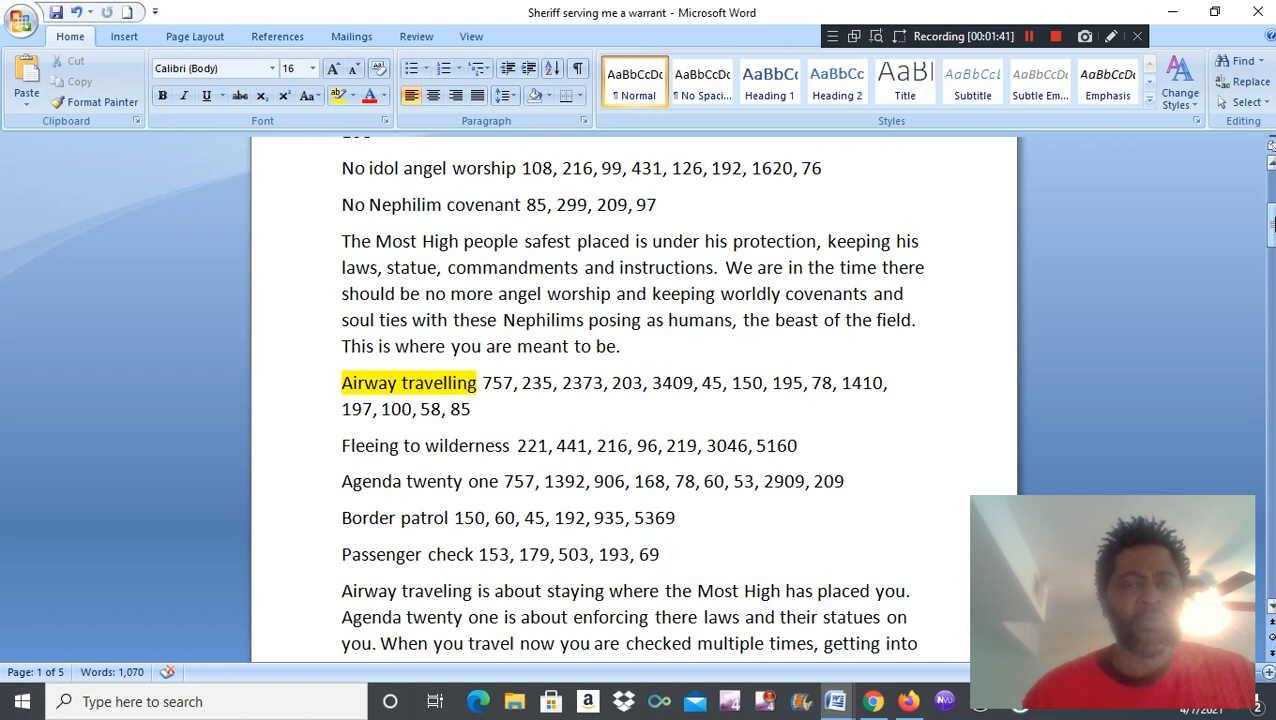 Sheriff serving me a warrant - Microsoft Word
Home Insert Page Layout References Mailings Review View
Recording [00:01:41]
Paste Cut Copy Format Painter
Clipboard
Calibri (Body) 16
Font
Paragraph
AaBbCcDc AaBbCcDc AaBbCc AaBbCc AaBl AaBbCcL AaBbCcDc AaBbCcDc
¶ Normal ¶ No Spaci... Heading 1 Heading 2 Title Subtitle Subtle Em... Emphasis
Styles
Change Styles
Find Replace Select
Editing
No idol angel worship 108, 216, 99, 431, 126, 192, 1620, 76
No Nephilim covenant 85, 299, 209, 97
The Most High people safest placed is under his protection, keeping his
laws, statue, commandments and instructions. We are in the time there
should be no more angel worship and keeping worldly covenants and
soul ties with these Nephilims posing as humans, the beast of the field.
This is where you are meant to be.
Airway travelling 757, 235, 2373, 203, 3409, 45, 150, 195, 78, 1410,
197, 100, 58, 85
Fleeing to wilderness 221, 441, 216, 96, 219, 3046, 5160
Agenda twenty one 757, 1392, 906, 168, 78, 60, 53, 2909, 209
Border patrol 150, 60, 45, 192, 935, 5369
Passenger check 153, 179, 503, 193, 69
Airway traveling is about staying where the Most High has placed you.
Agenda twenty one is about enforcing there laws and their statues on
you. When you travel now you are checked multiple times, getting into
Page: 1 of 5 Words: 1,070
Type here to search
4/7/2021